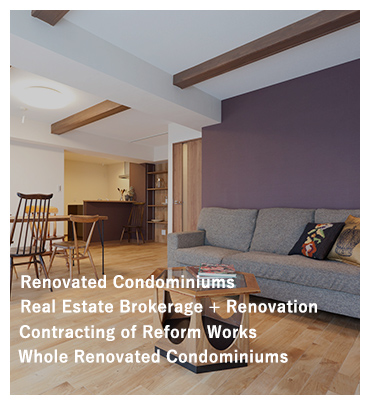 Renovated Condominiums
Real Estate Brokerage + Renovation
Contracting of Reform Works
Whole Renovated Condominiums